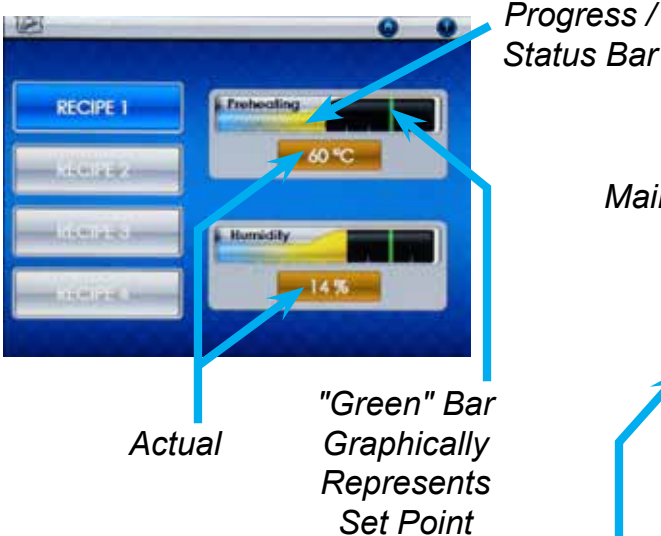 Progress /
Status Bar
RECIPE 1
Preheating
60 °C
RECIPE 2
RECIPE 3
Humidity
14 %
RECIPE 4
Actual
"Green" Bar
Graphically
Represents
Set Point